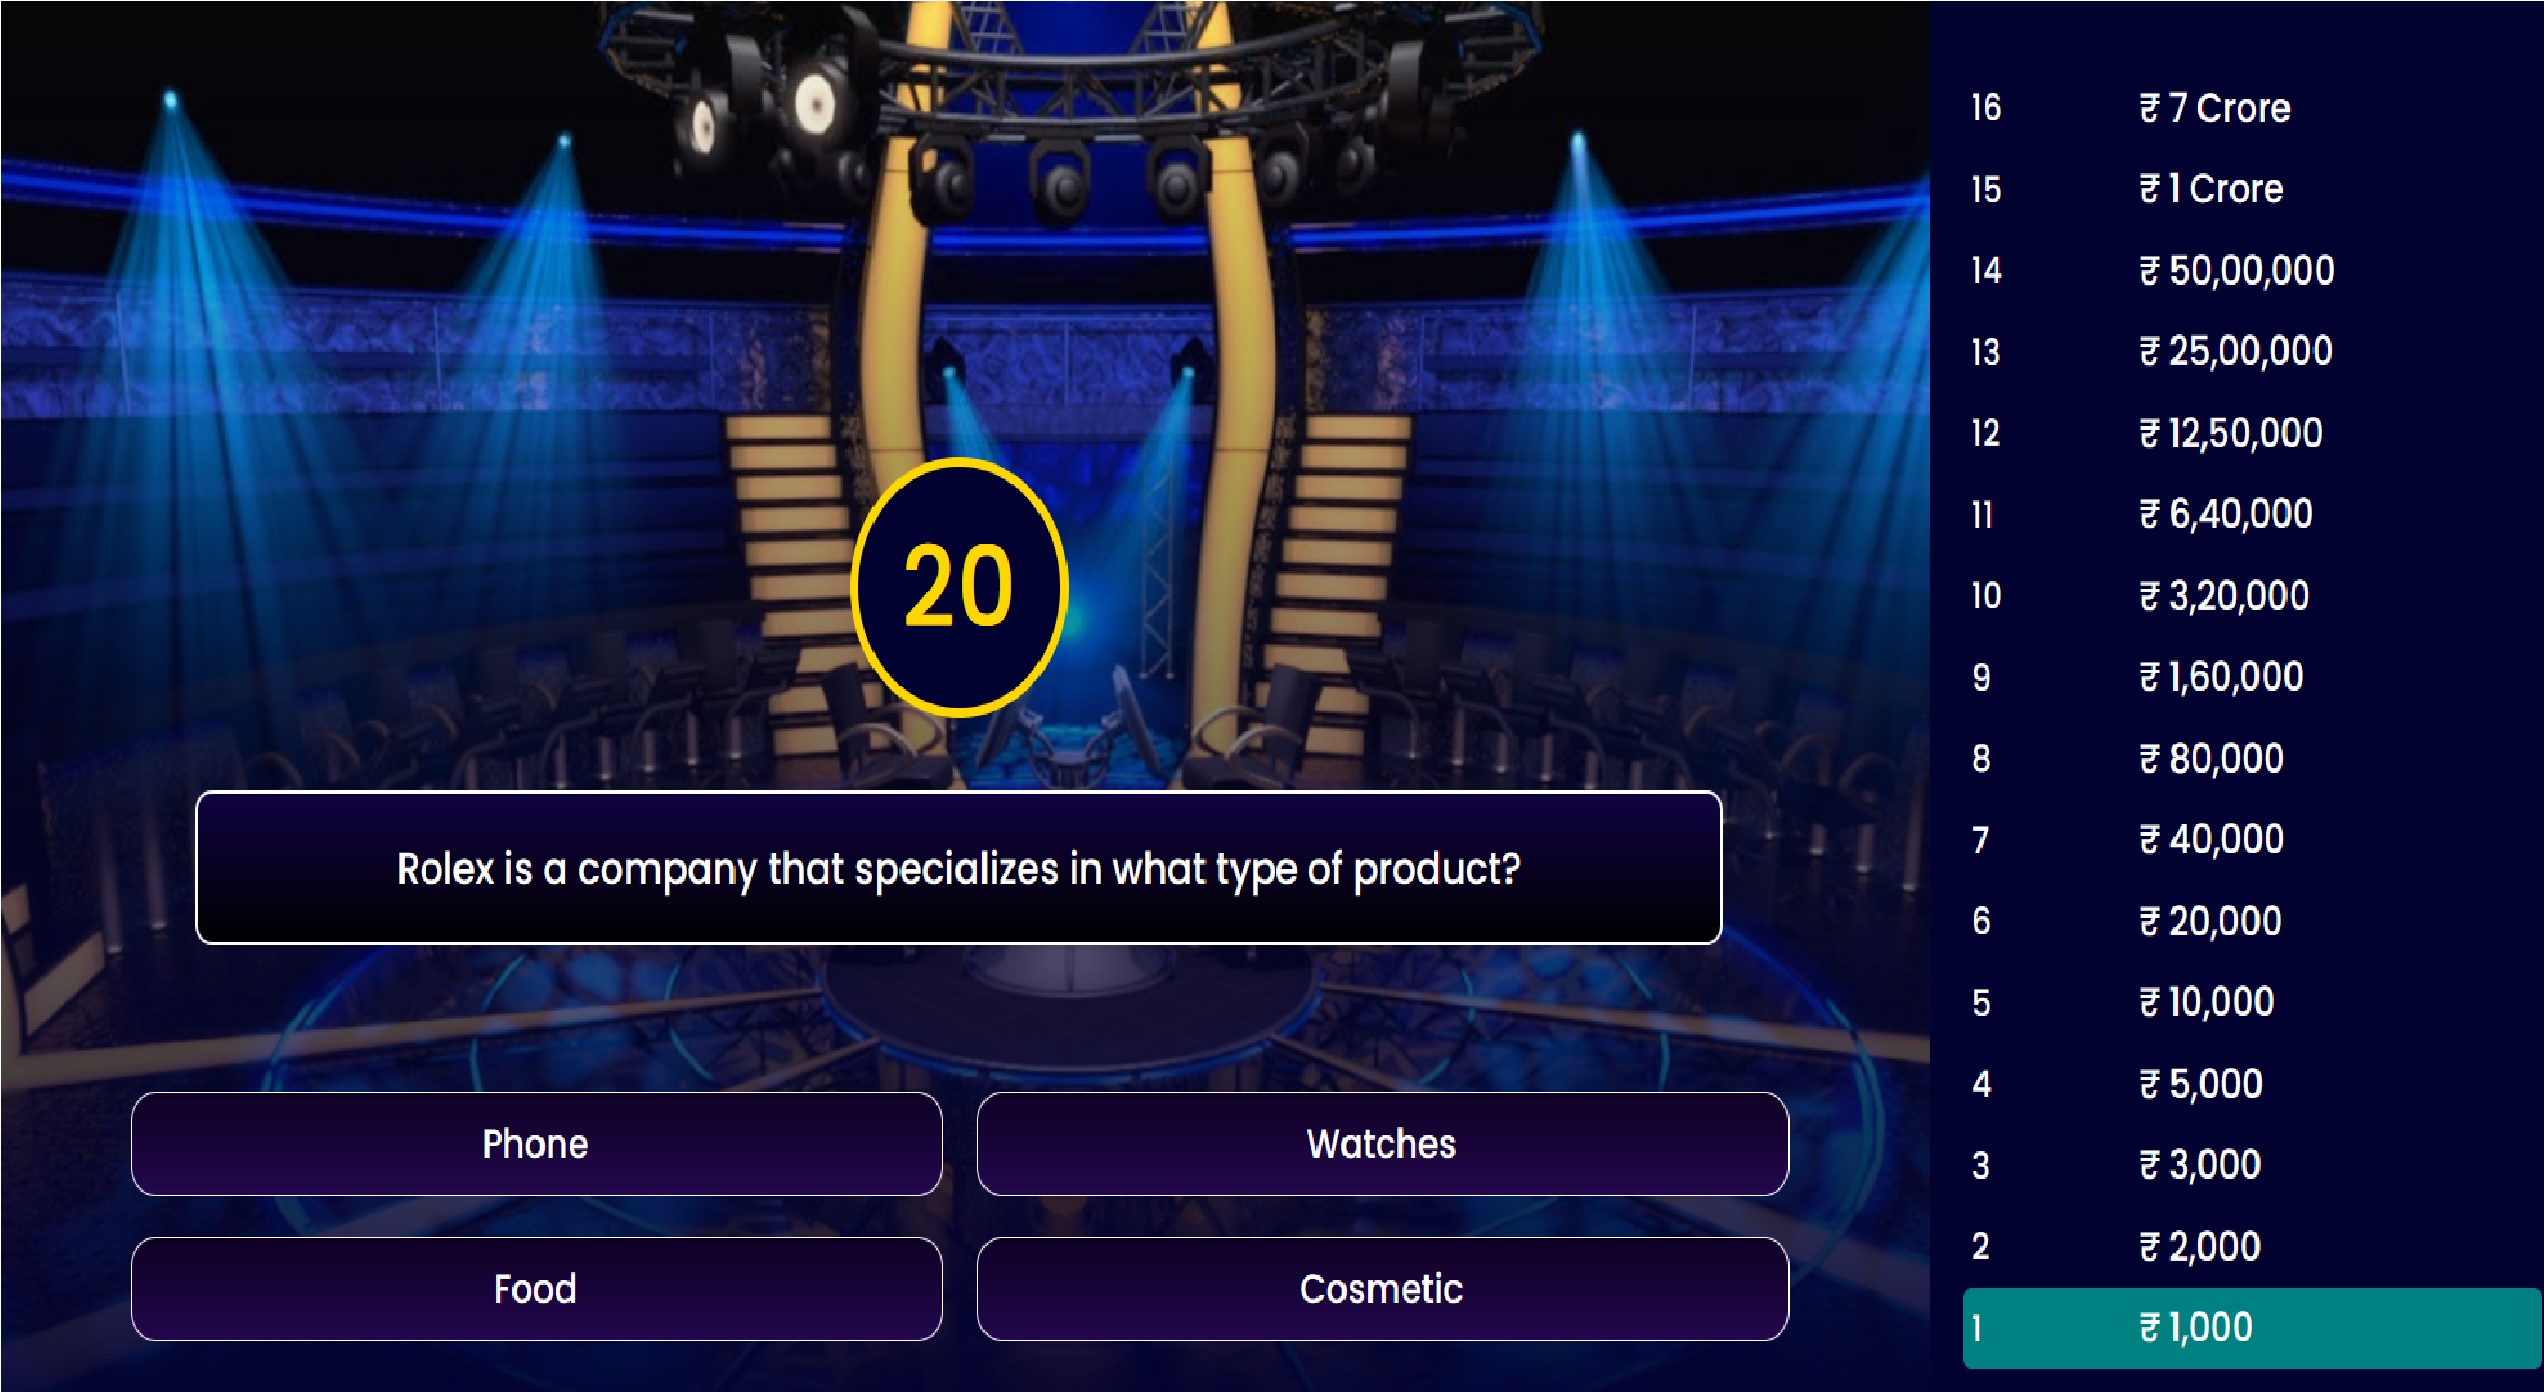 20
Rolex is a company that specializes in what type of product?
Phone
Watches
Food
Cosmetic
16 ₹ 7 Crore
15 ₹ 1 Crore
14 ₹ 50,00,000
13 ₹ 25,00,000
12 ₹ 12,50,000
11 ₹ 6,40,000
10 ₹ 3,20,000
9 ₹ 1,60,000
8 ₹ 80,000
7 ₹ 40,000
6 ₹ 20,000
5 ₹ 10,000
4 ₹ 5,000
3 ₹ 3,000
2 ₹ 2,000
1 ₹ 1,000